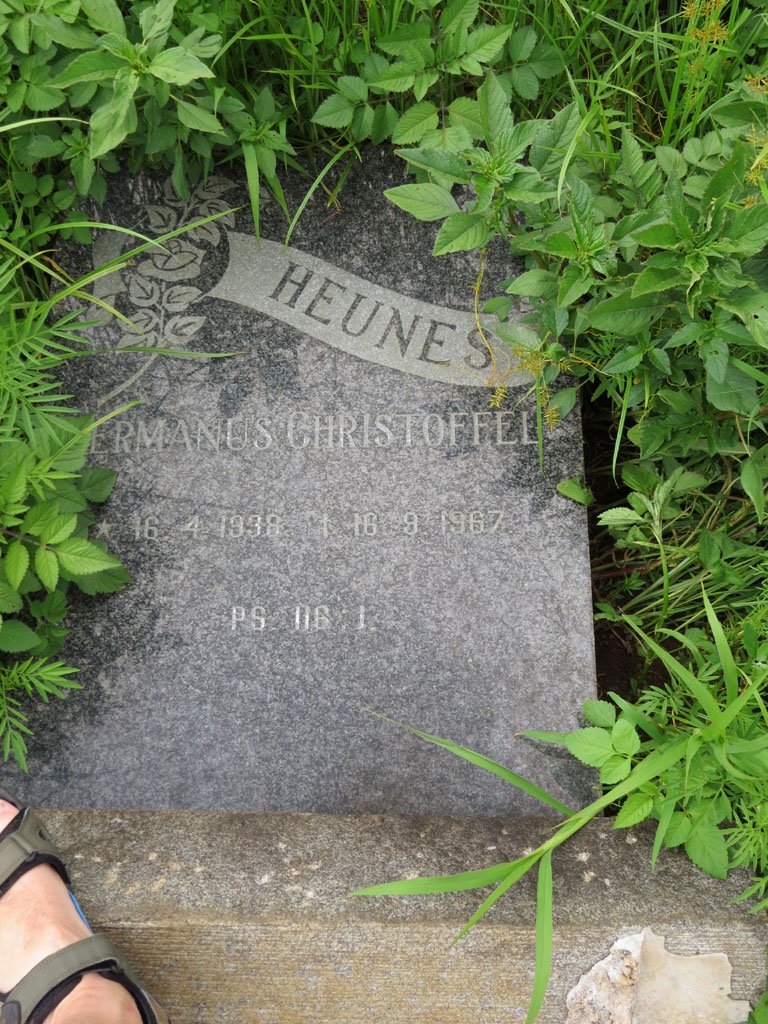 HEUNES
ERMANUS CHRISTOFFEL
* 16. 4. 1938 † 16. 9. 1967
PS. 116:1